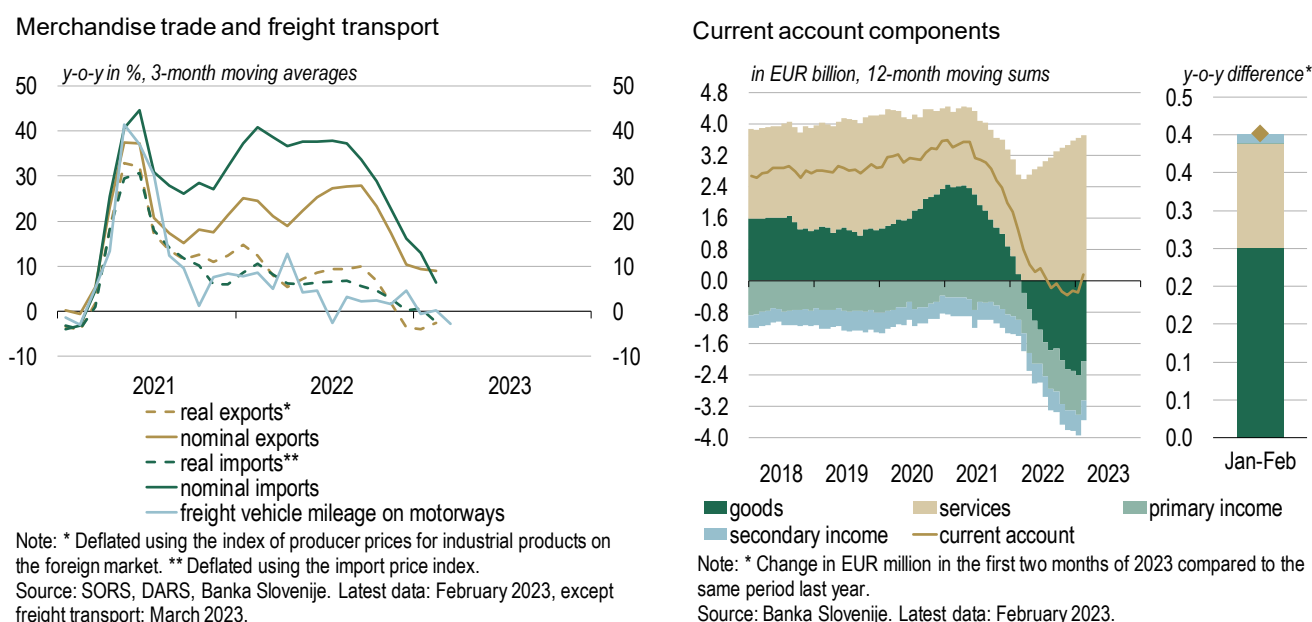 Merchandise trade and freight transport
y-o-y in %, 3-month moving averages
50 50
40 40
30 30
20 20
10 10
0 0
-10 -10
2021 2022 2023
real exports*
nominal exports
real imports**
nominal imports
freight vehicle mileage on motorways
Note: * Deflated using the index of producer prices for industrial products on
the foreign market. ** Deflated using the import price index.
Source: SORS, DARS, Banka Slovenije. Latest data: February 2023, except
freight transport: March 2023.
Current account components
in EUR billion, 12-month moving sums
4.8
4.0
3.2
2.4
1.6
0.8
0.0
-0.8
-1.6
-2.4
-3.2
-4.0
2018 2019 2020 2021 2022 2023
y-o-y difference*
0.5
0.4
0.4
0.3
0.3
0.2
0.2
0.1
0.1
0.0
Jan-Feb
goods services primary income
secondary income current account
Note: * Change in EUR million in the first two months of 2023 compared to the
same period last year.
Source: Banka Slovenije. Latest data: February 2023.